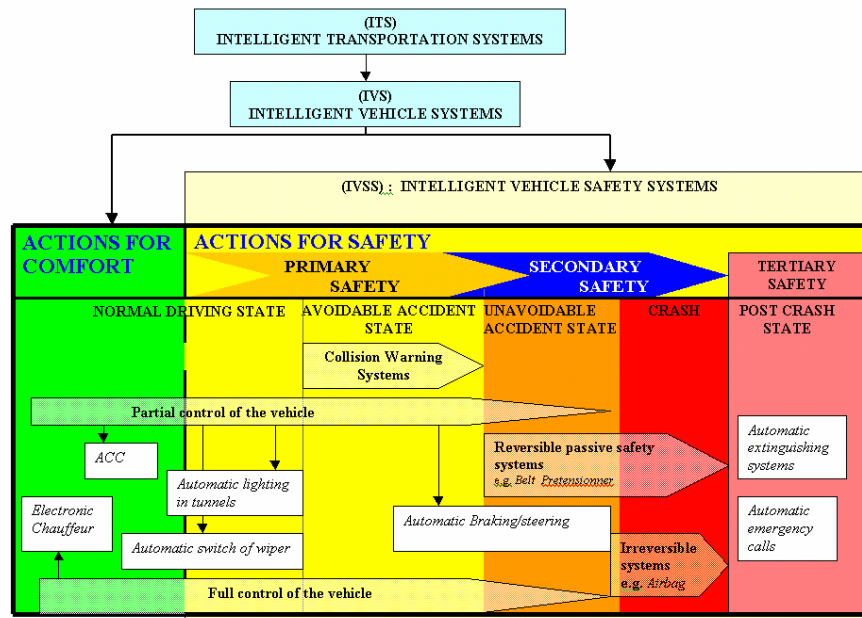 (ITS)
INTELLIGENT TRANSPORTATION SYSTEMS
(IVS)
INTELLIGENT VEHICLE SYSTEMS
(IVSS) : INTELLIGENT VEHICLE SAFETY SYSTEMS
ACTIONS FOR
COMFORT
ACTIONS FOR SAFETY
PRIMARY
SAFETY
SECONDARY
SAFETY
TERTIARY
SAFETY
NORMAL DRIVING STATE
AVOIDABLE ACCIDENT
STATE
UNAVOIDABLE
ACCIDENT STATE
CRASH
POST CRASH
STATE
Collision Warning
Systems
Partial control of the vehicle
ACC
Automatic lighting
in tunnels
Reversible passive safety
systems
e.g. Belt Pretensionner
Automatic
extinguishing
systems
Electronic
Chauffeur
Automatic switch of wiper
Automatic Braking/steering
Automatic
emergency
calls
Irreversible
systems
e.g. Airbag
Full control of the vehicle